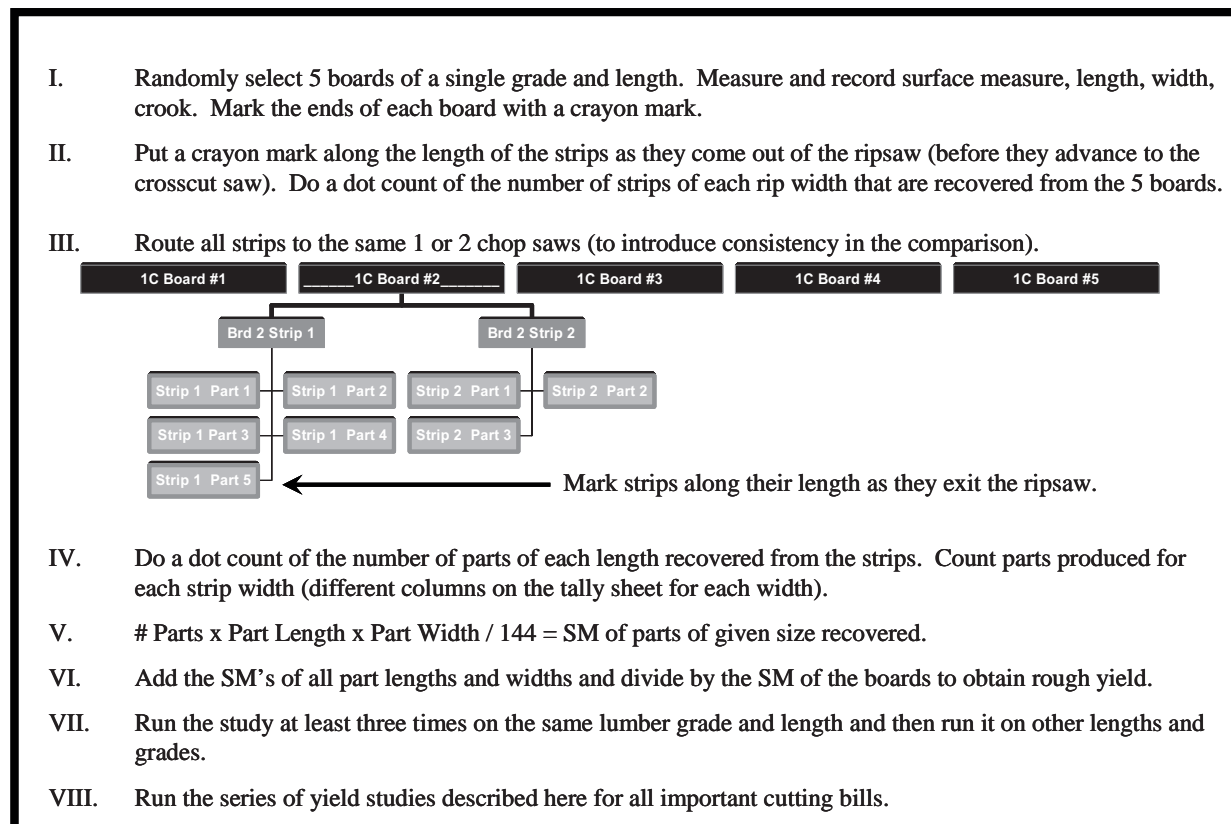 I. Randomly select 5 boards of a single grade and length. Measure and record surface measure, length, width,
crook. Mark the ends of each board with a crayon mark.
II. Put a crayon mark along the length of the strips as they come out of the ripsaw (before they advance to the
crosscut saw). Do a dot count of the number of strips of each rip width that are recovered from the 5 boards.
III. Route all strips to the same 1 or 2 chop saws (to introduce consistency in the comparison).
1C Board #1 ______1C Board #2_______ 1C Board #3 1C Board #4 1C Board #5
Brd 2 Strip 1 Brd 2 Strip 2
Strip 1 Part 1 Strip 1 Part 2 Strip 2 Part 1 Strip 2 Part 2
Strip 1 Part 3 Strip 1 Part 4 Strip 2 Part 3
Strip 1 Part 5 Mark strips along their length as they exit the ripsaw.
IV. Do a dot count of the number of parts of each length recovered from the strips. Count parts produced for
each strip width (different columns on the tally sheet for each width).
V. # Parts x Part Length x Part Width / 144 = SM of parts of given size recovered.
VI. Add the SM's of all part lengths and widths and divide by the SM of the boards to obtain rough yield.
VII. Run the study at least three times on the same lumber grade and length and then run it on other lengths and
grades.
VIII. Run the series of yield studies described here for all important cutting bills.